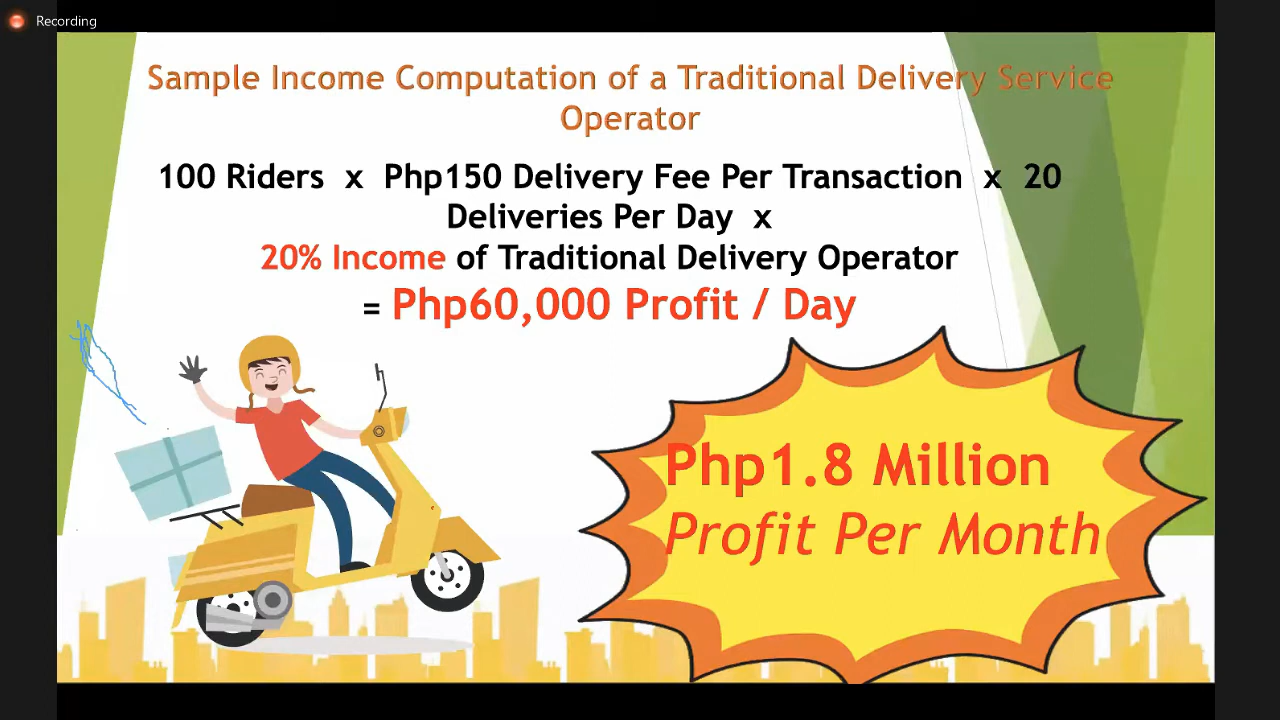 Recording
Sample Income Computation of a Traditional Delivery Service
Operator
100 Riders x Php150 Delivery Fee Per Transaction x 20
Deliveries Per Day x
20% Income of Traditional Delivery Operator
= Php60,000 Profit / Day
Php1.8 Million
Profit Per Month